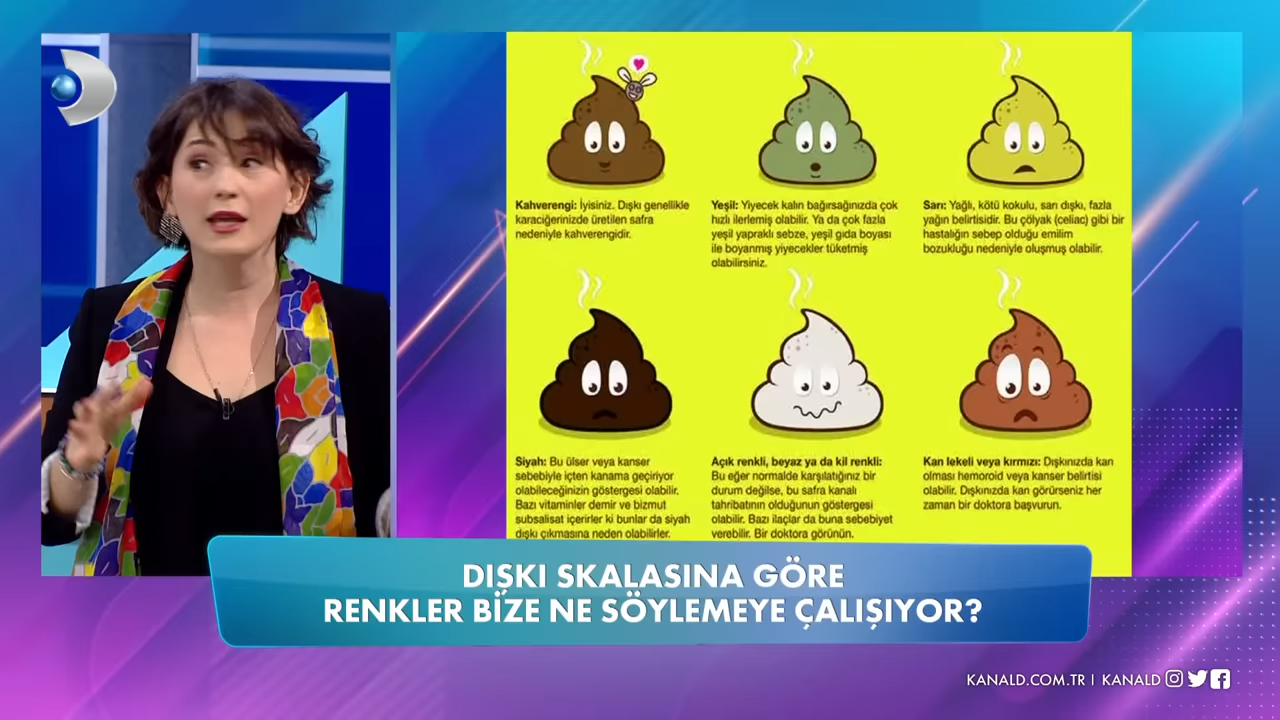 Kahverengi: İyisiniz. Dışkı genellikle
karaciğerinizde üretilen safra
nedeniyle kahverengidir.
Yeşil: Yiyecek kalın bağırsağınızda çok
hızlı ilerlemiş olabilir. Ya da çok fazla
yeşil yapraklı sebze, yeşil gıda boyası
ile boyanmış yiyecekler tüketmiş
olabilirsiniz.
Sarı: Yağlı, kötü kokulu, sarı dışkı, fazla
yağın belirtisidir. Bu çölyak (celiac) gibi bir
hastalığın sebep olduğu emilim
bozukluğu nedeniyle oluşmuş olabilir.
Siyah: Bu ülser veya kanser
sebebiyle içten kanama geçiriyor
olabileceğinizin göstergesi olabilir.
Bazı vitaminler demir ve bizmut
subsalisat içerirler ki bunlar da siyah
dışkı çıkmasına neden olabilirler.
Açık renkli, beyaz ya da kil renkli:
Bu eğer normalde karşılatığınız bir
durum değilse, bu safra kanalı
tahribatının olduğunun göstergesi
olabilir. Bazı ilaçlar da buna sebebiyet
verebilir. Bir doktora görünün.
Kan lekeli veya kırmızı: Dışkınızda kan
olması hemoroid veya kanser belirtisi
olabilir. Dışkınızda kan görürseniz her
zaman bir doktora başvurun.
DIŞKI SKALASINA GÖRE
RENKLER BİZE NE SÖYLEMEYE ÇALIŞIYOR?
KANALD.COM.TR | KANALD